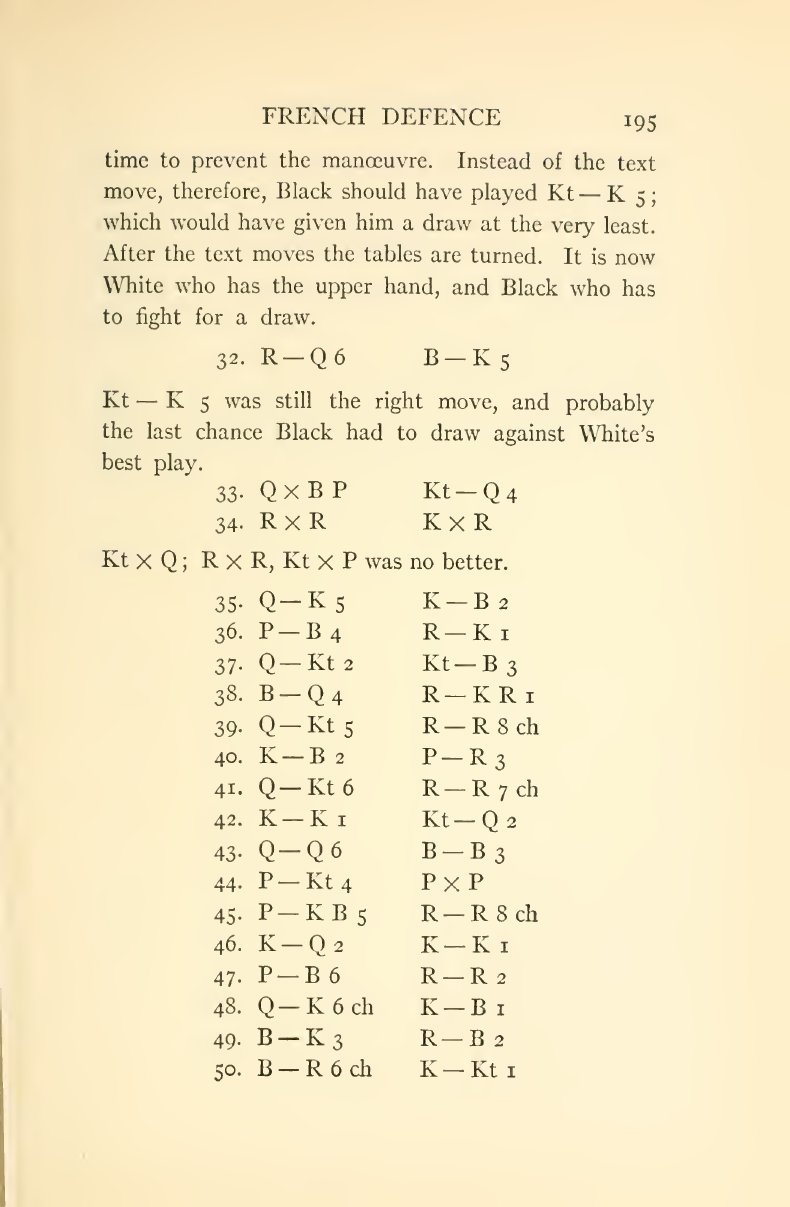 FRENCH DEFENCE 195
time to prevent the manœuvre. Instead of the text
move, therefore, Black should have played Kt — K 5;
which would have given him a draw at the very least.
After the text moves the tables are turned. It is now
White who has the upper hand, and Black who has
to fight for a draw.
32. R — Q 6 B — K 5
Kt — K 5 was still the right move, and probably
the last chance Black had to draw against White's
best play.
33. Q × B P Kt — Q 4
34. R × R K × R
Kt × Q; R × R, Kt × P was no better.
35. Q — K 5 K — B 2
36. P — B 4 R — K 1
37. Q — Kt 2 Kt — B 3
38. B — Q 4 R — K R 1
39. Q — Kt 5 R — R 8 ch
40. K — B 2 P — R 3
41. Q — Kt 6 R — R 7 ch
42. K — K 1 Kt — Q 2
43. Q — Q 6 B — B 3
44. P — Kt 4 P × P
45. P — K B 5 R — R 8 ch
46. K — Q 2 K — K 1
47. P — B 6 R — R 2
48. Q — K 6 ch K — B 1
49. B — K 3 R — B 2
50. B — R 6 ch K — Kt 1